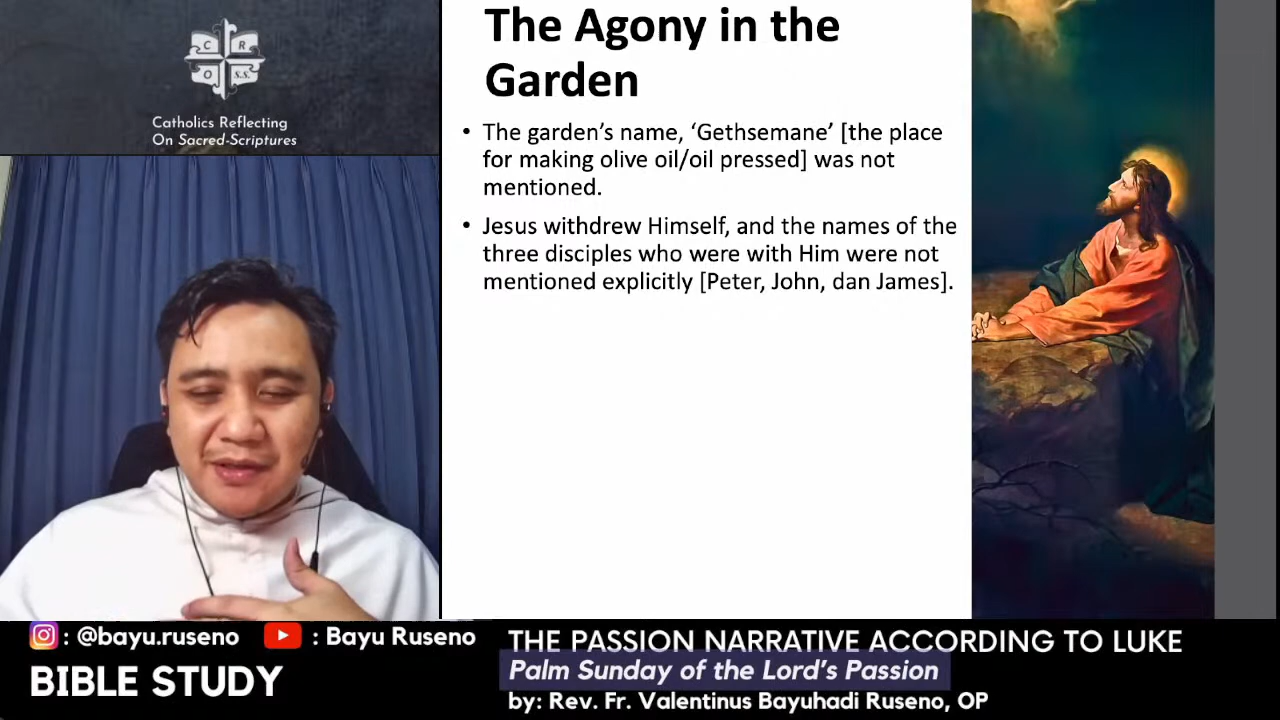 C R
O S.S.
Catholics Reflecting
On Sacred-Scriptures
The Agony in the
Garden
• The garden’s name, ‘Gethsemane’ [the place
for making olive oil/oil pressed] was not
mentioned.
• Jesus withdrew Himself, and the names of the
three disciples who were with Him were not
mentioned explicitly [Peter, John, dan James].
: @bayu.ruseno : Bayu Ruseno
BIBLE STUDY
THE PASSION NARRATIVE ACCORDING TO LUKE
Palm Sunday of the Lord’s Passion
by: Rev. Fr. Valentinus Bayuhadi Ruseno, OP